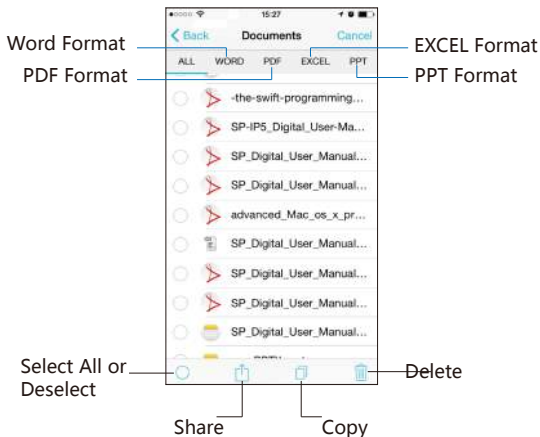 15:27
Back Documents Cancel
Word Format
EXCEL Format
ALL WORD PDF EXCEL PPT
PDF Format
PPT Format
-the-swift-programming...
SP-IP5_Digital_User-Ma...
SP_Digital_User_Manual...
SP_Digital_User_Manual...
advanced_Mac_os_x_pr...
SP_Digital_User_Manual...
SP_Digital_User_Manual...
SP_Digital_User_Manual...
SP_Digital_User_Manual...
Select All or
Deselect
Delete
Share
Copy